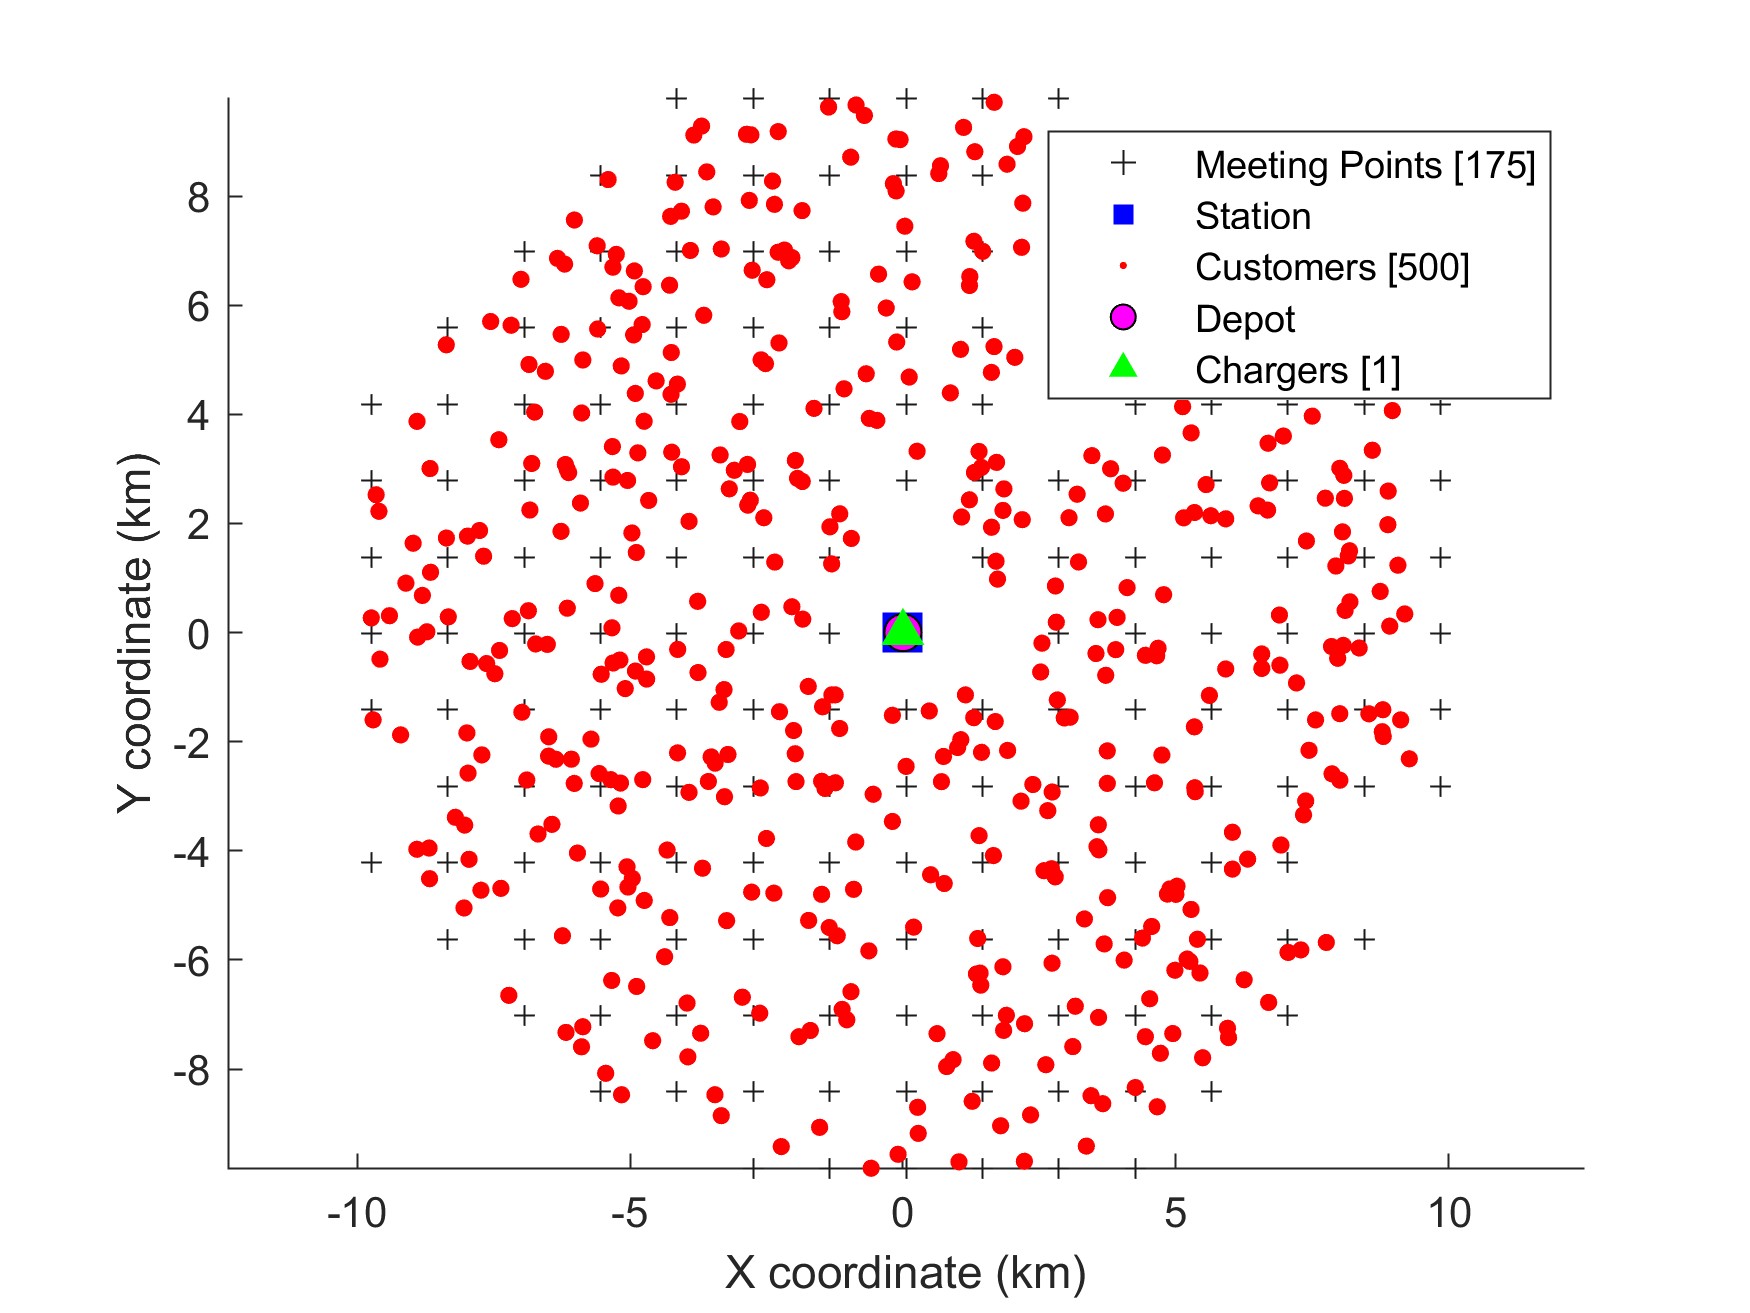 Meeting Points [175]
Station
Customers [500]
Depot
Chargers [1]
8
6
4
2
0
-2
-4
-6
-8
Y coordinate (km)
-10 -5 0 5 10
X coordinate (km)